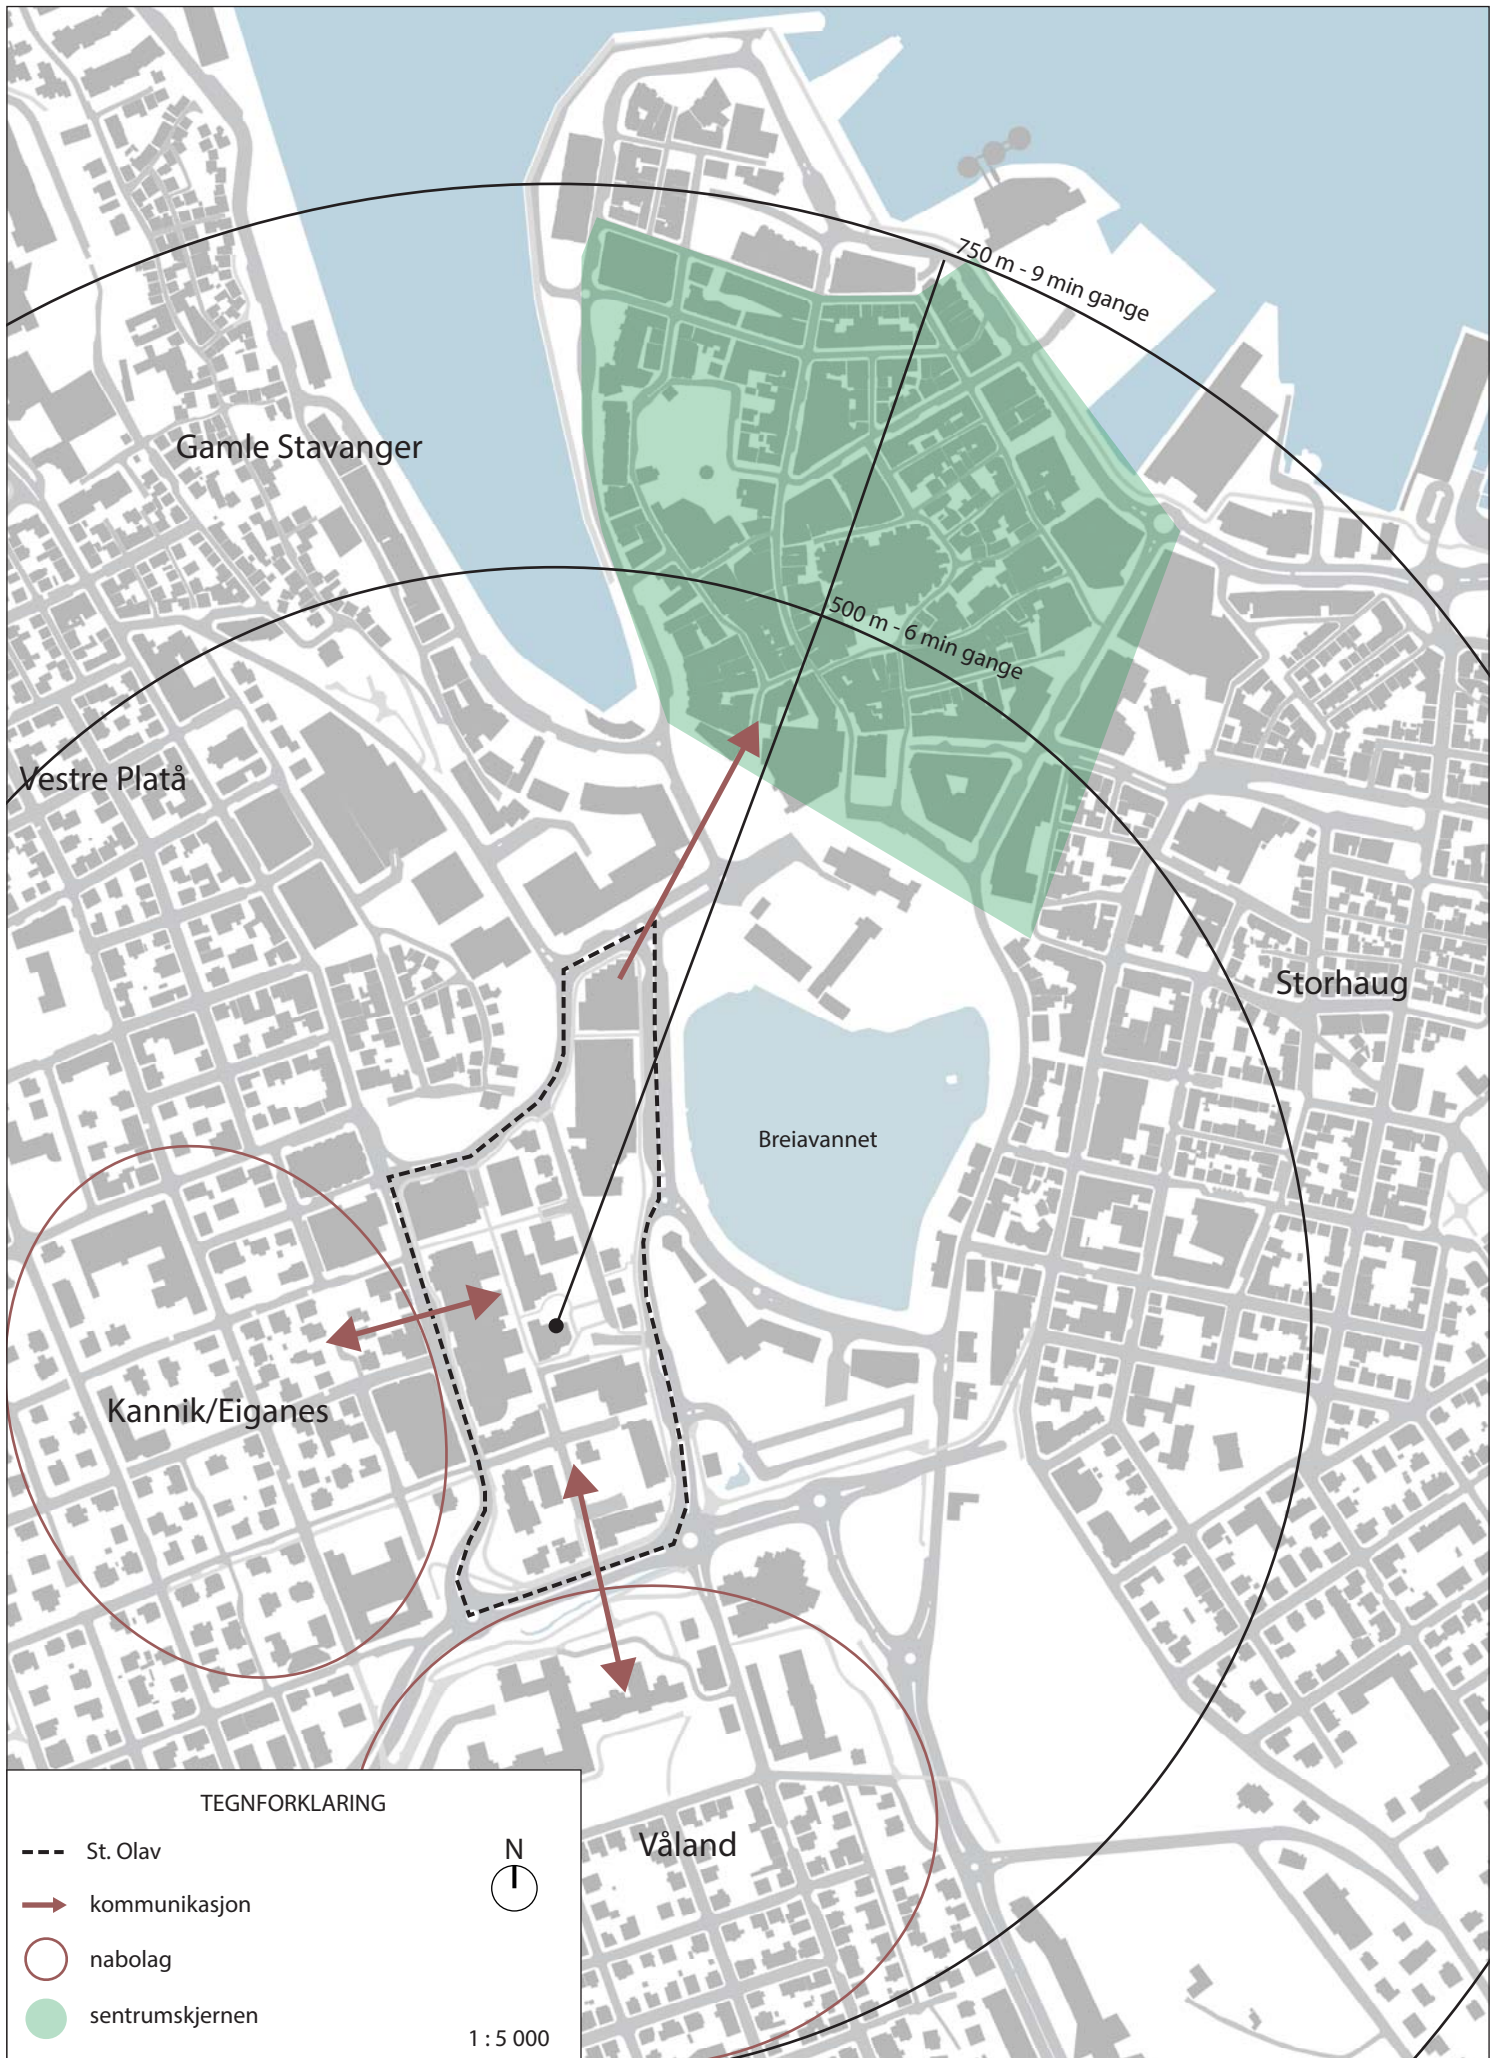 750 m - 9 min gange
Gamle Stavanger
500 m - 6 min gange
Vestre Platå
Storhaug
Breiavannet
Kannik/Eiganes
Våland
TEGNFORKLARING
St. Olav
N
kommunikasjon
nabolag
sentrumskjernen
1 : 5 000